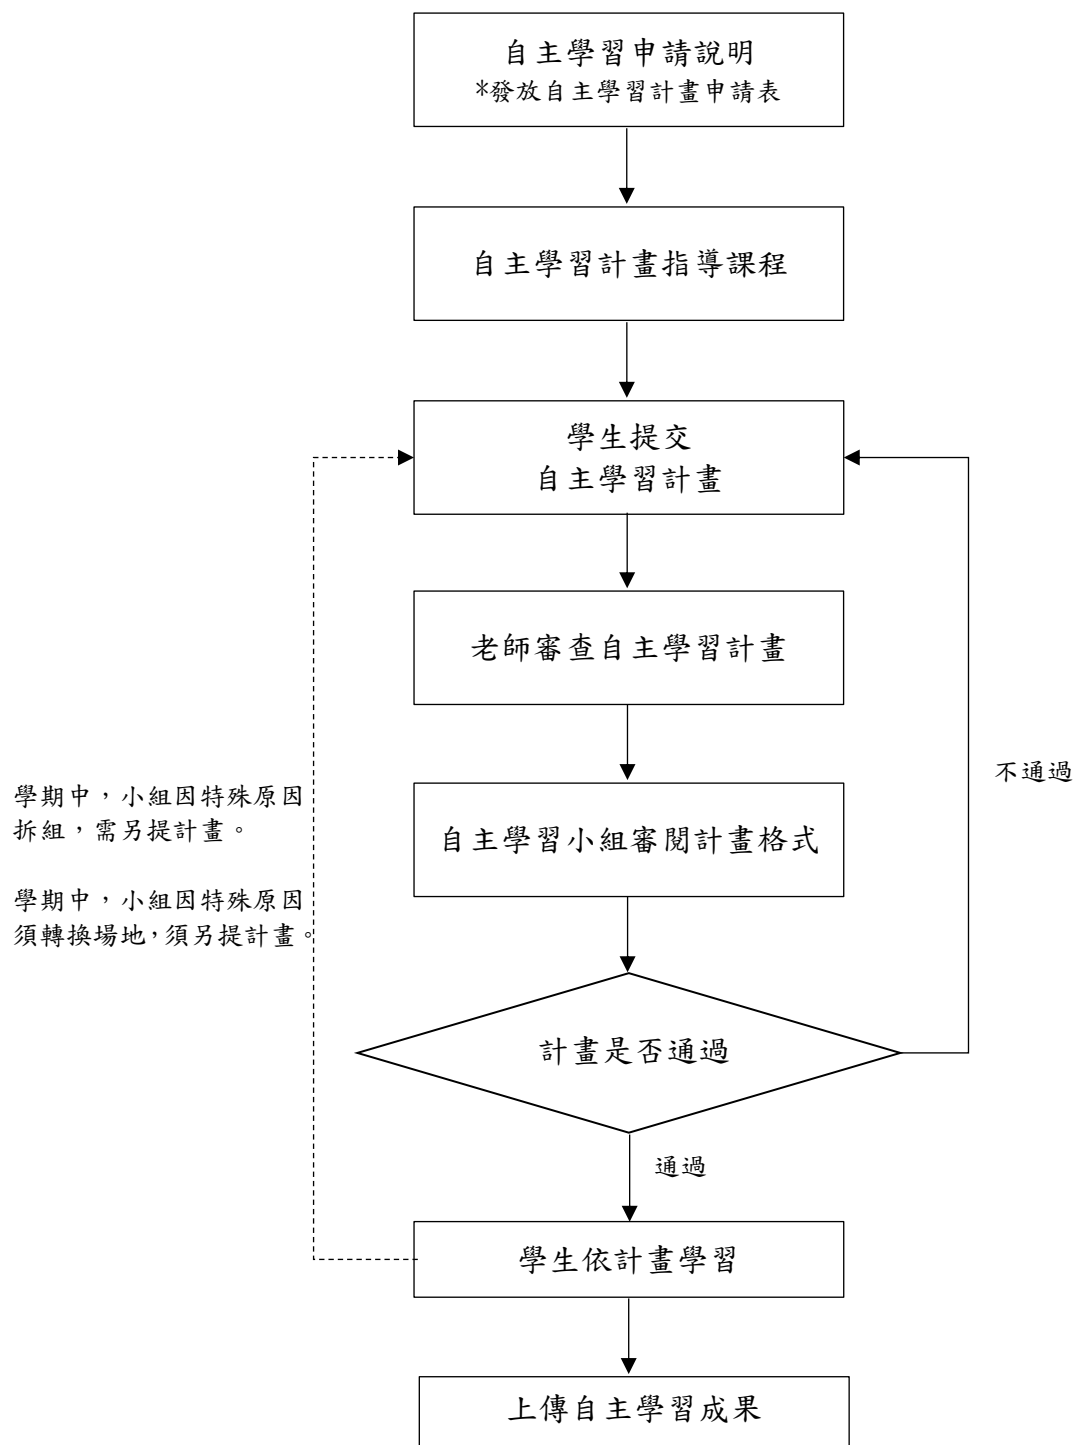 自主學習申請說明
*發放自主學習計畫申請表
自主學習計畫指導課程
學生提交
自主學習計畫
老師審查自主學習計畫
不通過
學期中，小組因特殊原因
拆組，需另提計畫。
自主學習小組審閱計畫格式
學期中，小組因特殊原因
須轉換場地，須另提計畫。
計畫是否通過
通過
學生依計畫學習
上傳自主學習成果